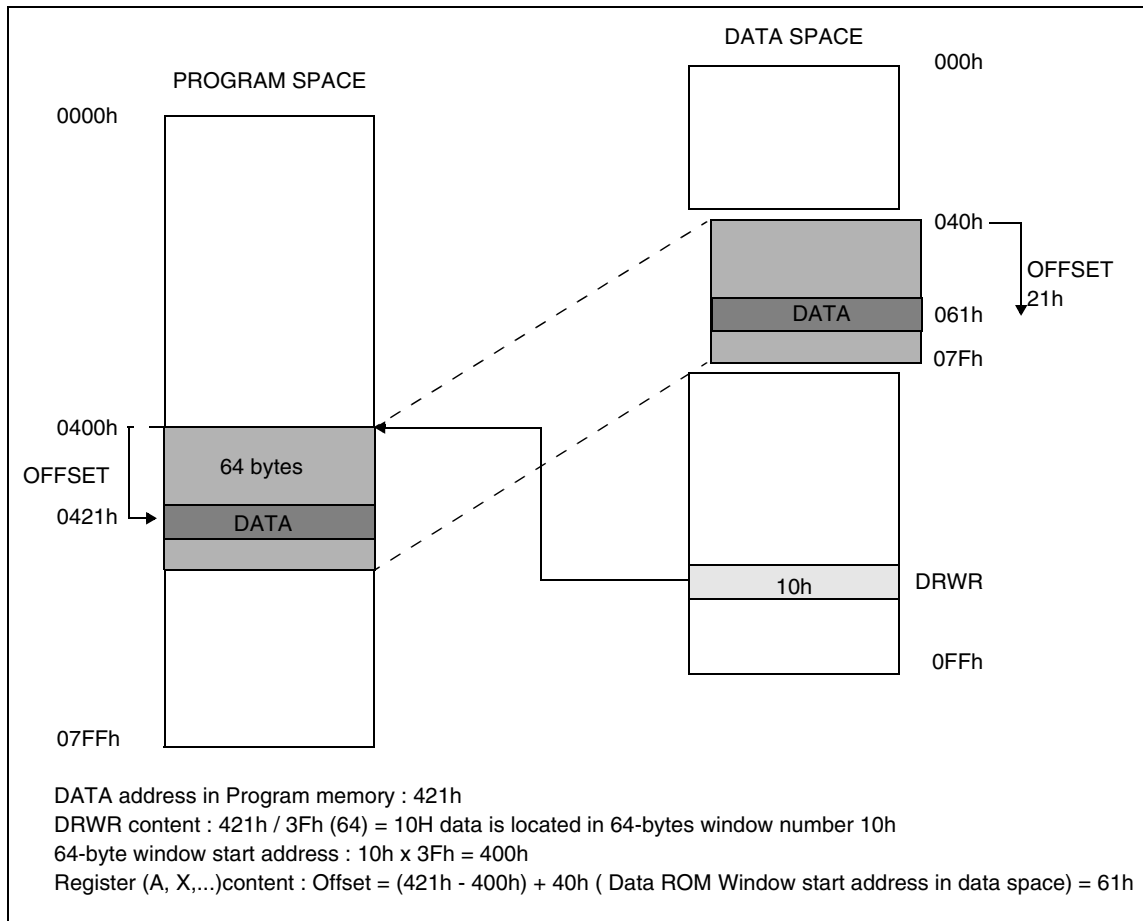 DATA SPACE
000h
PROGRAM SPACE
0000h
040h
OFFSET
21h
DATA
061h
07Fh
0400h
64 bytes
OFFSET
0421h
DATA
10h
DRWR
0FFh
07FFh
DATA address in Program memory : 421h
DRWR content : 421h / 3Fh (64) = 10H data is located in 64-bytes window number 10h
64-byte window start address : 10h x 3Fh = 400h
Register (A, X,...)content : Offset = (421h - 400h) + 40h ( Data ROM Window start address in data space) = 61h